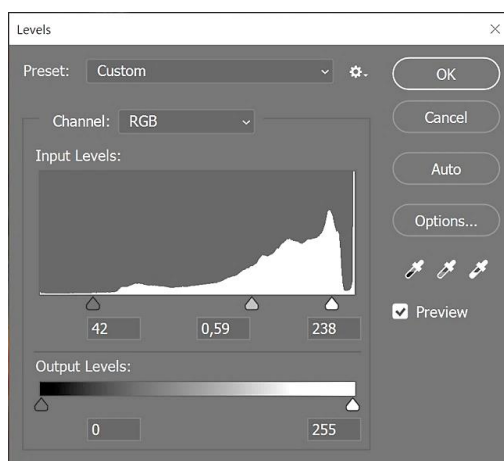 Levels
Preset: Custom
OK
Channel: RGB
Cancel
Input Levels:
Auto
Options...
42 0,59 238
Preview
Output Levels:
0 255